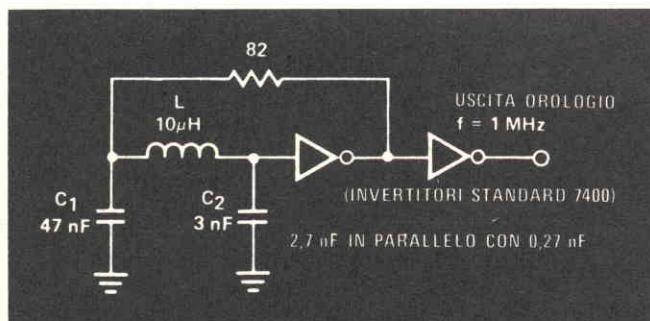 82
L
10μH
C1
47 nF
C2
3 nF
USCITA OROLOGIO
f = 1 MHz
(INVERTITORI STANDARD 7400)
2,7 nF IN PARALLELO CON 0,27 nF